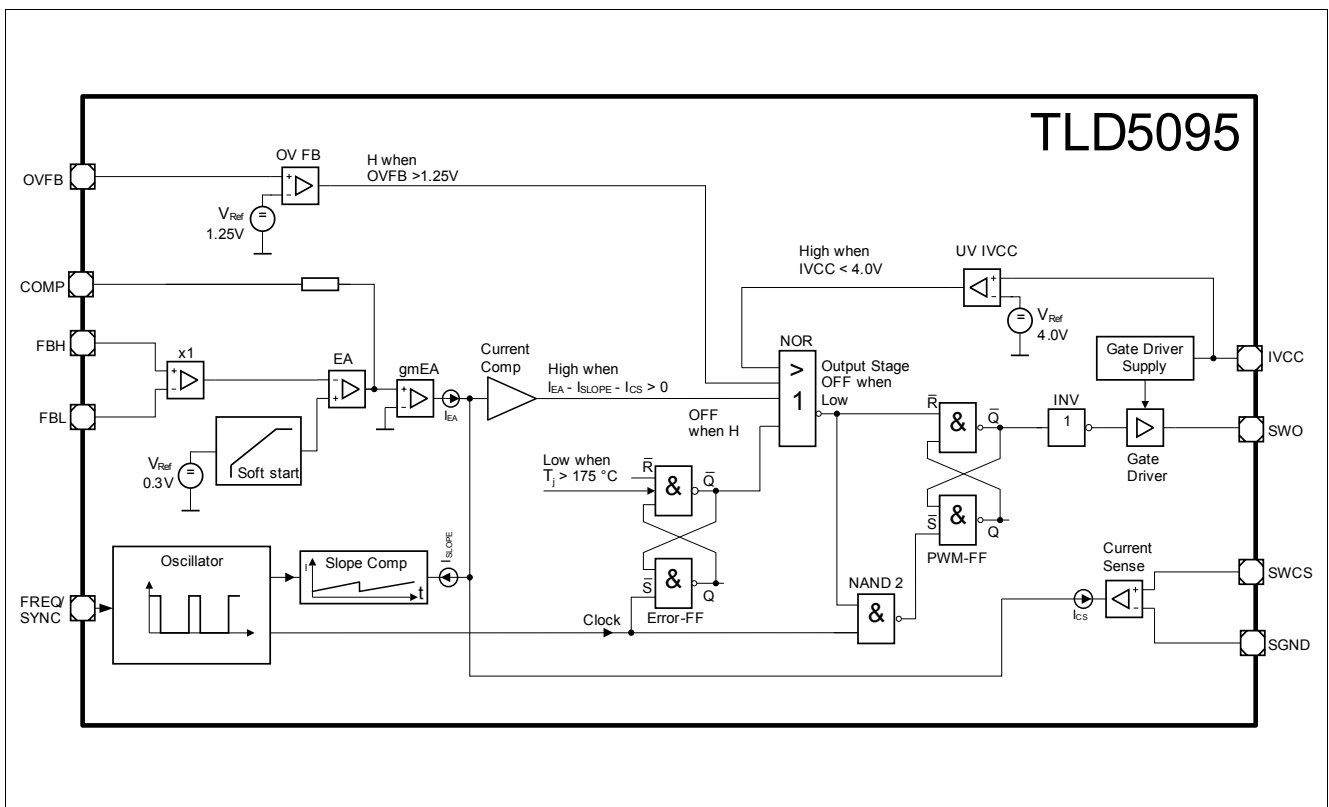 TLD5095
OVFB
OV FB
H when
OVFB >1.25V
+
-
=
VRef
1.25V
COMP
FBH
x1
+
-
FBL
EA
-
+
gmEA
+
-
IEA
Current
Comp
High when
IEA - ISLOPE - ICS > 0
VRef
0.3V
=
Soft start
High when
IVCC < 4.0V
UV IVCC
+
-
=
VRef
4.0V
NOR
>
1
Output Stage
OFF when
Low
OFF
when H
Gate Driver
Supply
IVCC
R̅
&
Q̅
INV
1
Gate
Driver
SWO
S̅
&
Q
PWM-FF
Low when
Tj > 175 °C
R̅
&
Q̅
S̅
&
Q
Error-FF
Oscillator
Slope Comp
I
t
ISLOPE
FREQ/
SYNC
Clock
NAND 2
&
Current
Sense
+
-
ICS
SWCS
SGND